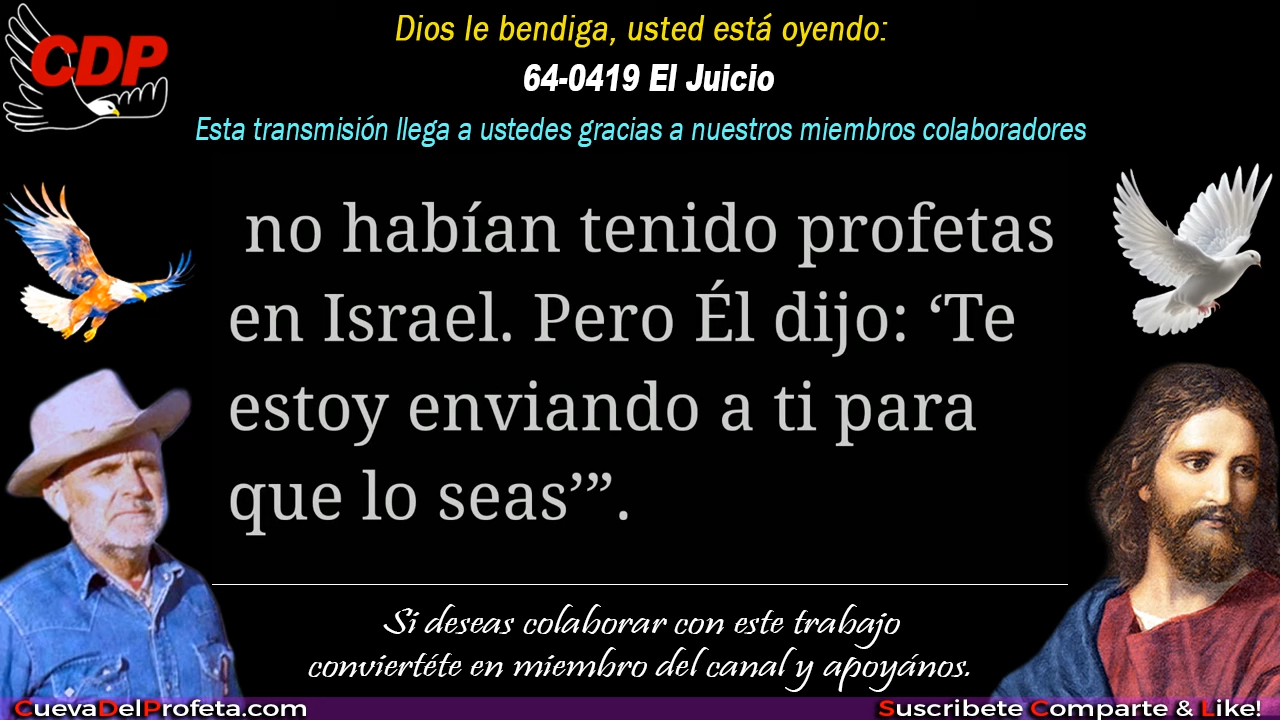 CDP
Dios le bendiga, usted está oyendo:
64-0419 El Juicio
Esta transmisión llega a ustedes gracias a nuestros miembros colaboradores
no habían tenido profetas
en Israel. Pero Él dijo: ‘Te
estoy enviando a ti para
que lo seas’”.
Si deseas colaborar con este trabajo
conviertéte en miembro del canal y apoyános.
CuevaDelProfeta.com
Suscribete Comparte & Like!